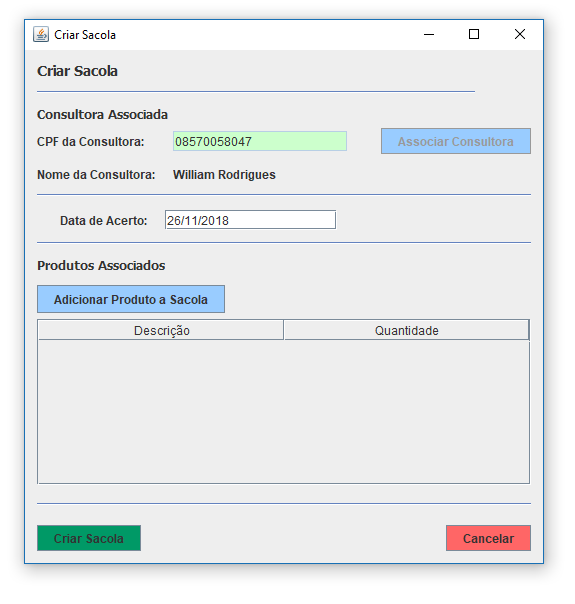 Criar Sacola
Criar Sacola
Consultora Associada
CPF da Consultora: 08570058047 Associar Consultora
Nome da Consultora: William Rodrigues
Data de Acerto: 26/11/2018
Produtos Associados
Adicionar Produto a Sacola
Descrição Quantidade
Criar Sacola Cancelar